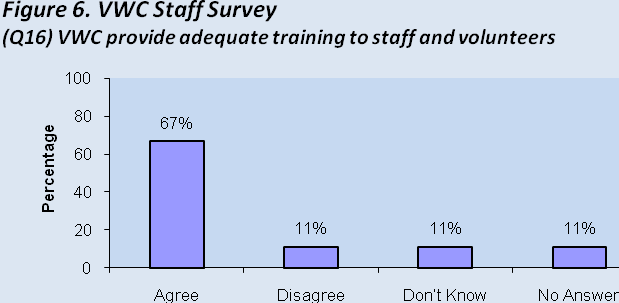 Figure 6. VWC Staff Survey
(Q16) VWC provide adequate training to staff and volunteers
100
80
60
40
20
0
Percentage
67%
11%
11%
11%
Agree
Disagree
Don't Know
No Answer